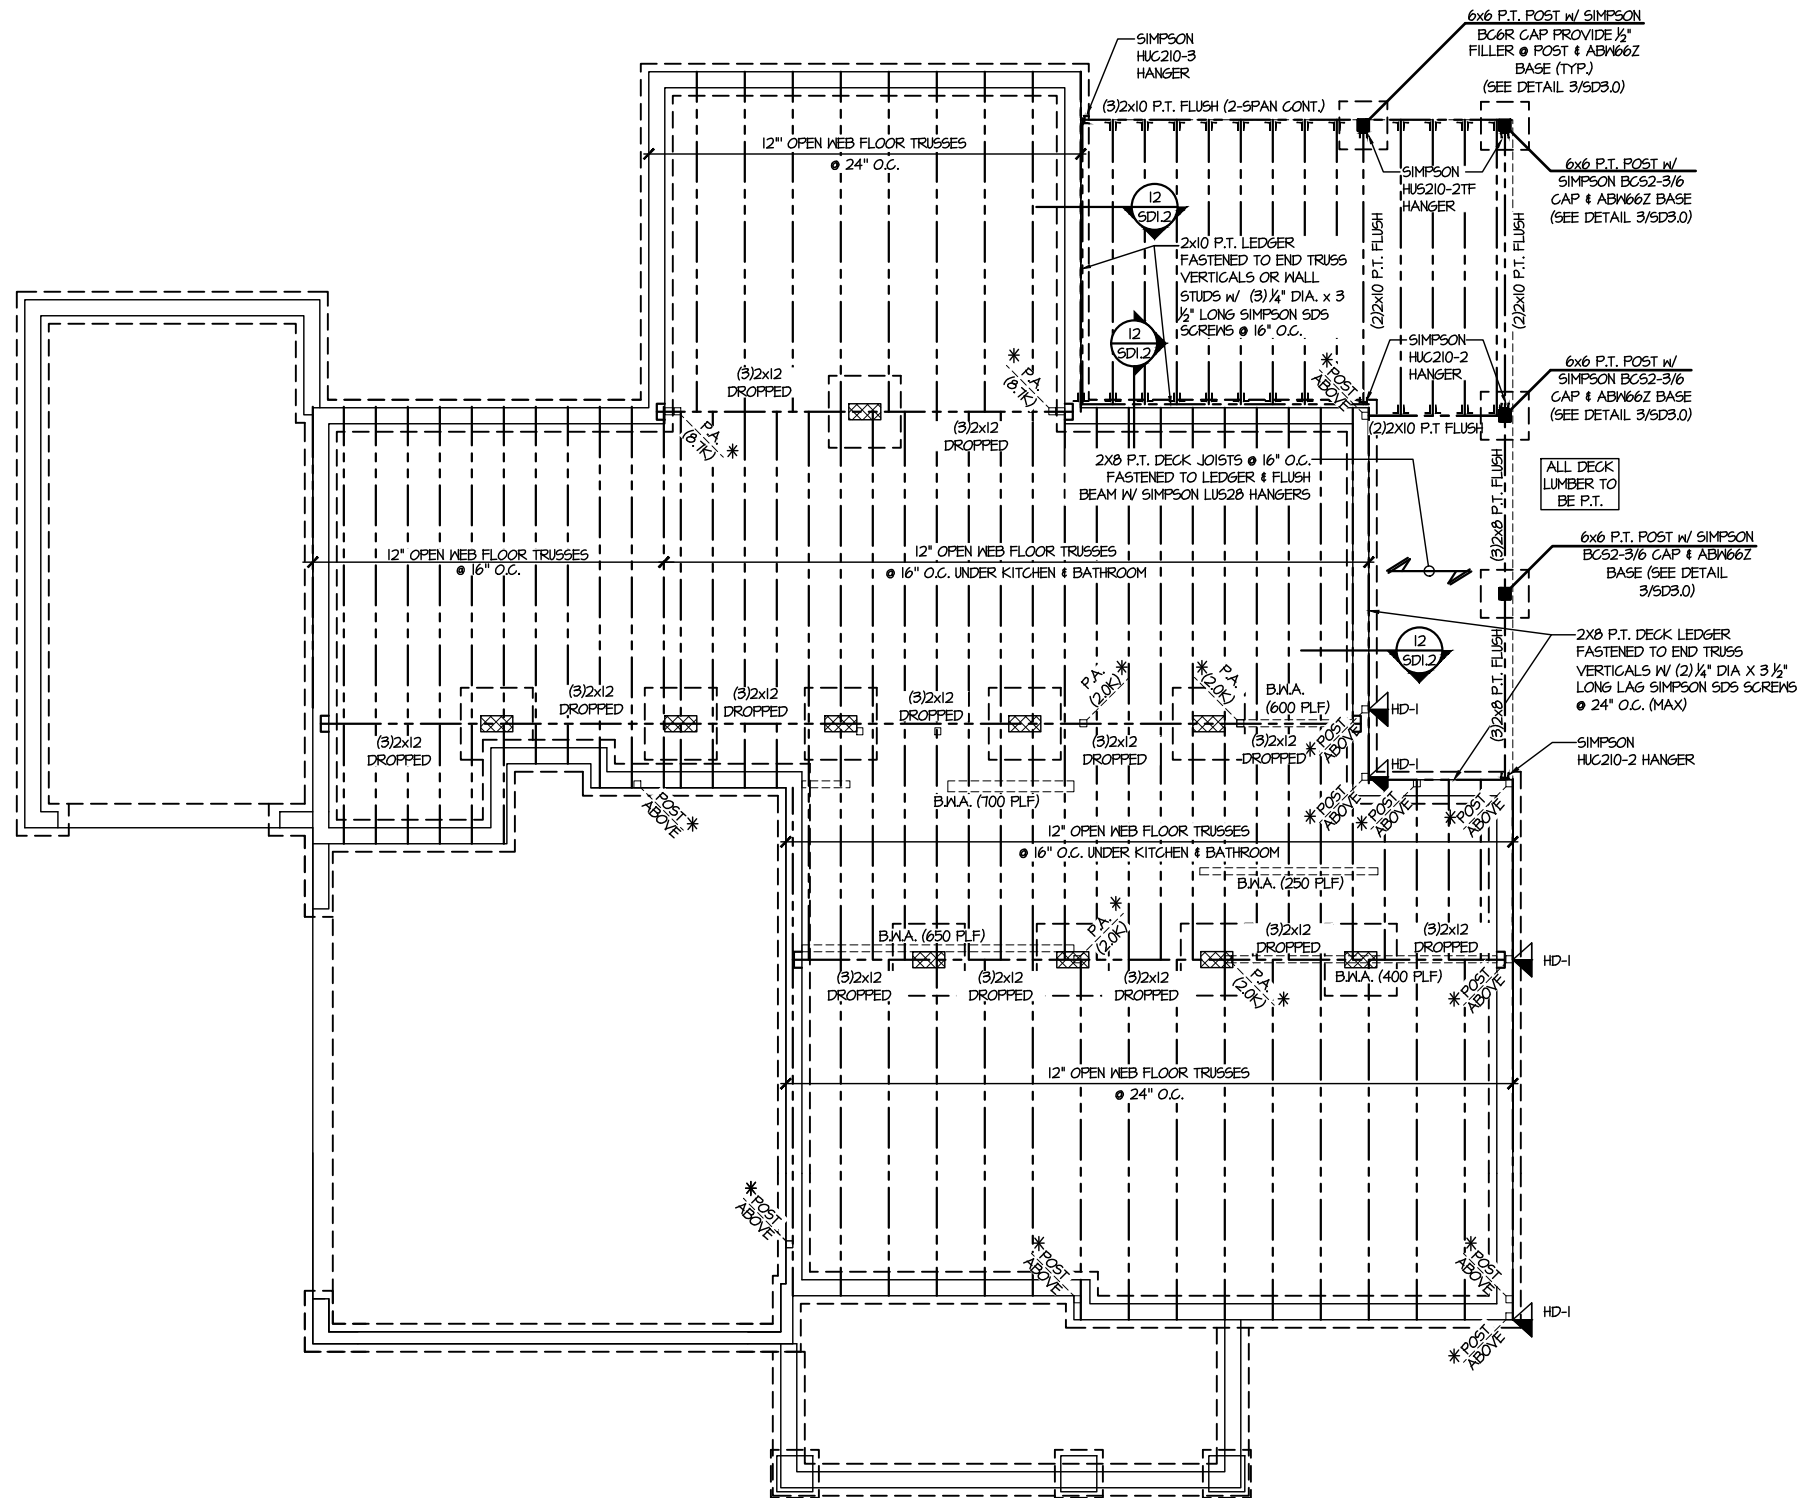 6x6 P.T. POST W/ SIMPSON
BC6R CAP PROVIDE ½"
FILLER @ POST & ABW66Z
BASE (TYP.)
(SEE DETAIL 3/SD3.0)
SIMPSON
HUC210-3
HANGER
(3)2x10 P.T. FLUSH (2-SPAN CONT.)
12"' OPEN WEB FLOOR TRUSSES
@ 24" O.C.
SIMPSON
HUS210-2TF
HANGER
6x6 P.T. POST W/
SIMPSON BCS2-3/6
CAP & ABW66Z BASE
(SEE DETAIL 3/SD3.0)
12
SD1.2
2x10 P.T. LEDGER
FASTENED TO END TRUSS
VERTICALS OR WALL
STUDS W/ (3) ¼" DIA. x 3
½" LONG SIMPSON SDS
SCREWS @ 16" O.C.
(2)2x10 P.T. FLUSH
(2)2x10 P.T. FLUSH
12
SD1.2
SIMPSON
HUC210-2
HANGER
6x6 P.T. POST W/
SIMPSON BCS2-3/6
CAP & ABW66Z BASE
(SEE DETAIL 3/SD3.0)
(3)2x12
DROPPED
P.A.
(8.7K)
P.A.
(8.7K)
POST
ABOVE
(3)2x12
DROPPED
(2)2X10 P.T FLUSH
2X8 P.T. DECK JOISTS @ 16" O.C.
FASTENED TO LEDGER & FLUSH
BEAM W/ SIMPSON LUS28 HANGERS
ALL DECK
LUMBER TO
BE P.T.
(3)2x8 P.T. FLUSH
12" OPEN WEB FLOOR TRUSSES
@ 16" O.C.
12" OPEN WEB FLOOR TRUSSES
@ 16" O.C. UNDER KITCHEN & BATHROOM
6x6 P.T. POST W/ SIMPSON
BCS2-3/6 CAP & ABW66Z
BASE (SEE DETAIL
3/SD3.0)
12
SD1.2
(3)2x8 P.T. FLUSH
2X8 P.T. DECK LEDGER
FASTENED TO END TRUSS
VERTICALS W/ (2) ¼" DIA X 3 ½"
LONG LAG SIMPSON SDS SCREWS
@ 24" O.C. (MAX)
SIMPSON
HUC210-2 HANGER
(3)2x12
DROPPED
(3)2x12
DROPPED
(3)2x12
DROPPED
(3)2x12
DROPPED
P.A.
(2.0K)
P.A.
(2.0K)
B.W.A.
(600 PLF)
(3)2x12
DROPPED
(3)2x12
DROPPED
HD-1
POST
ABOVE
HD-1
POST
ABOVE
POST
ABOVE
POST
ABOVE
POST
ABOVE
B.W.A. (700 PLF)
12" OPEN WEB FLOOR TRUSSES
@ 16" O.C. UNDER KITCHEN & BATHROOM
B.W.A. (250 PLF)
B.W.A. (650 PLF)
P.A.
(2.0K)
(3)2x12
DROPPED
(3)2x12
DROPPED
(3)2x12
DROPPED
(3)2x12
DROPPED
(3)2x12
DROPPED
P.A.
(2.0K)
B.W.A. (400 PLF)
HD-1
POST
ABOVE
12" OPEN WEB FLOOR TRUSSES
@ 24" O.C.
POST
ABOVE
POST
ABOVE
POST
ABOVE
HD-1
POST
ABOVE